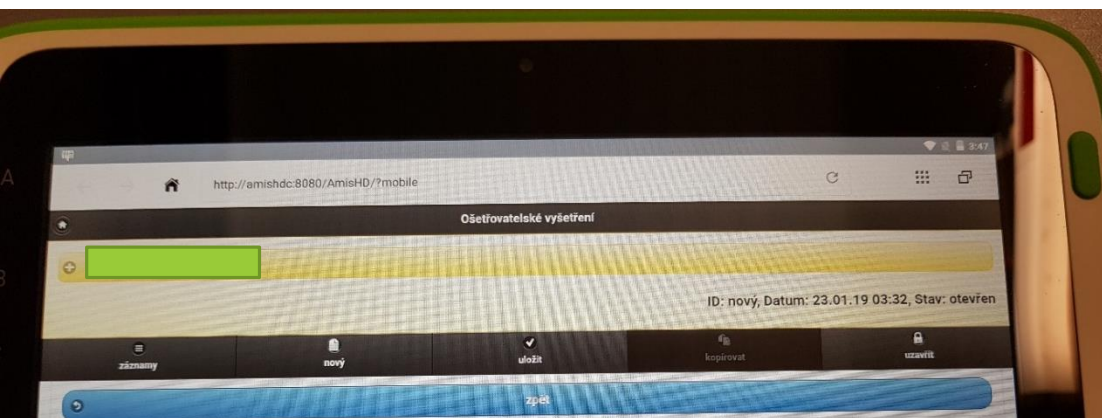 3:47
http://amishdc:8080/AmisHD/?mobile
Ošetřovatelské vyšetření
ID: nový, Datum: 23.01.19 03:32, Stav: otevřen
záznamy nový uložit kopírovat uzavřít
zpět